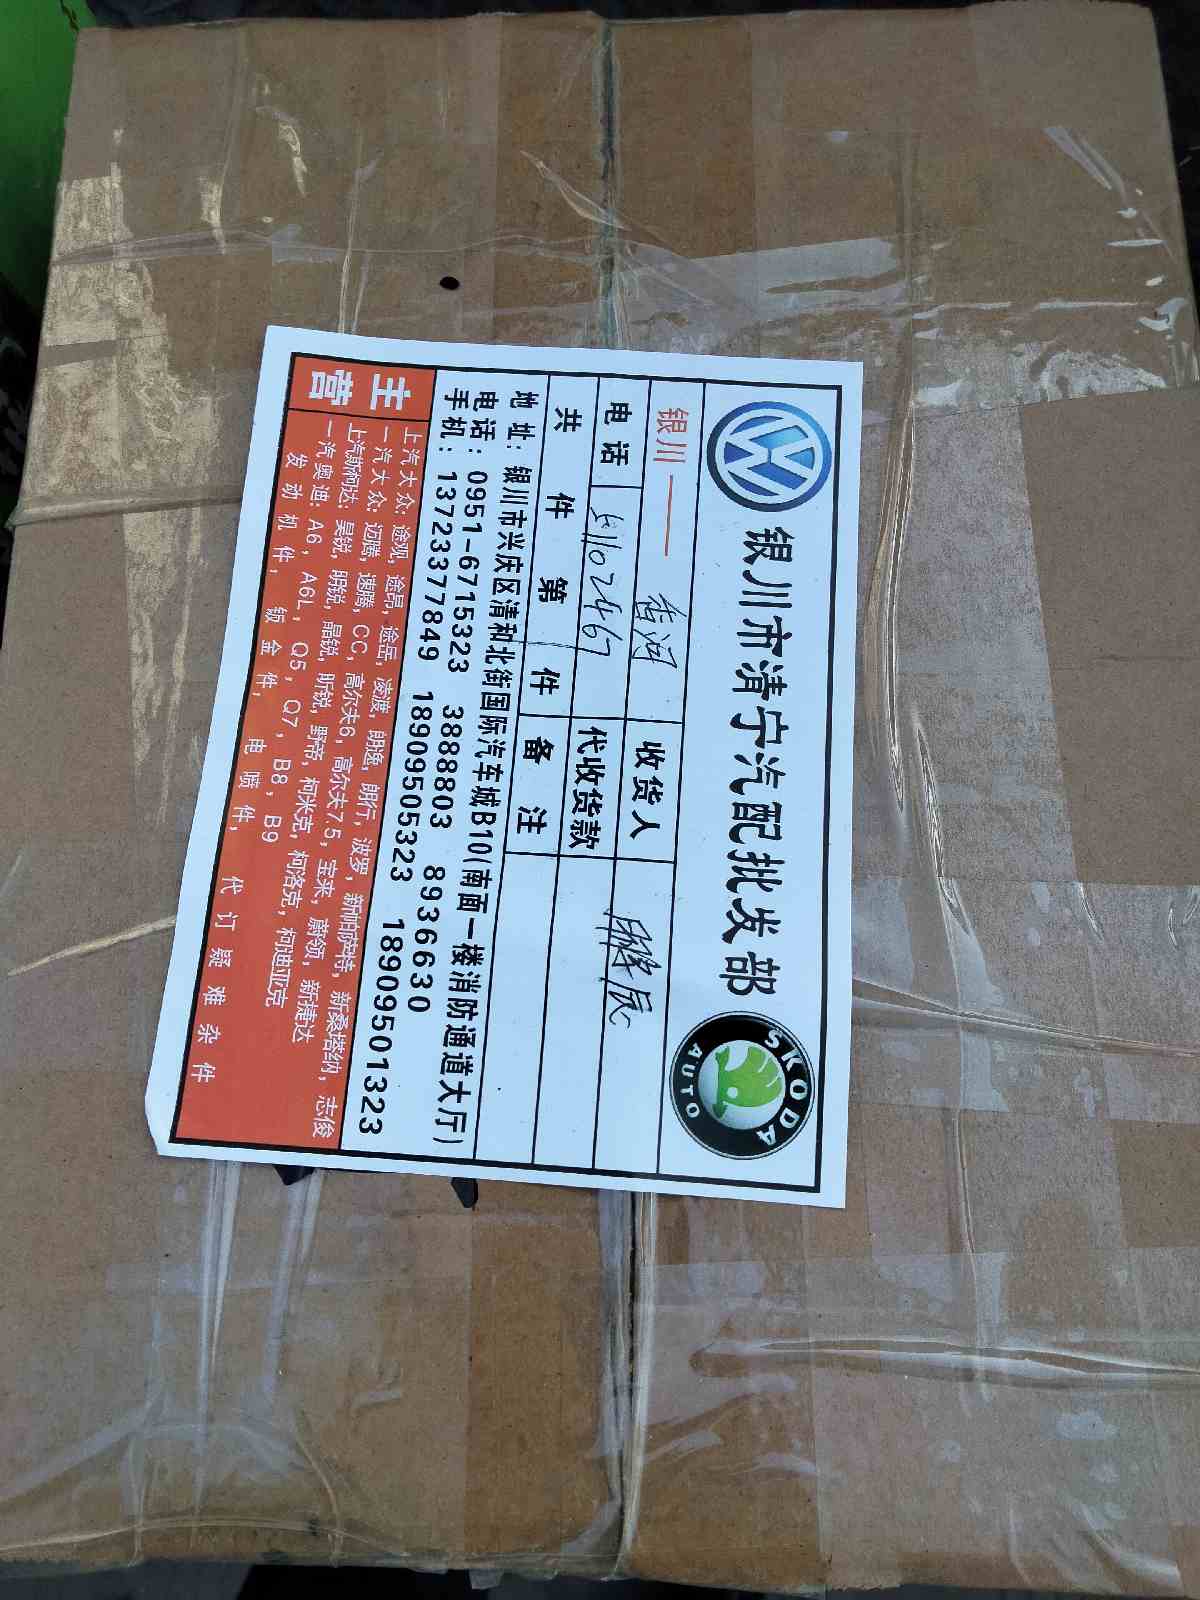 银川市清宁汽配批发部
SKODA
AUTO
银川—— 香河 收货人 鹏辰
电话 5110246 代收货款
共 件 第 件 备注
地址：银川市兴庆区清和北街国际汽车城B10(南面一楼消防通道大厅)
电话：0951-6715323 3888803 8936630
手机：13723377849 18909505323 18909501323
主营
上汽大众：途观，途昂，途岳，凌渡，朗逸，朗行，波罗，新帕萨特，新桑塔纳，志俊
一汽大众：迈腾，速腾，CC，高尔夫6，高尔夫7.5，宝来，蔚领，新捷达
上汽斯柯达：昊锐，明锐，晶锐，昕锐，野帝，柯米克，柯洛克，柯迪亚克
一汽奥迪：A6，A6L，Q5，Q7，B8，B9
发动机件，钣金件，电喷件，代订疑难杂件